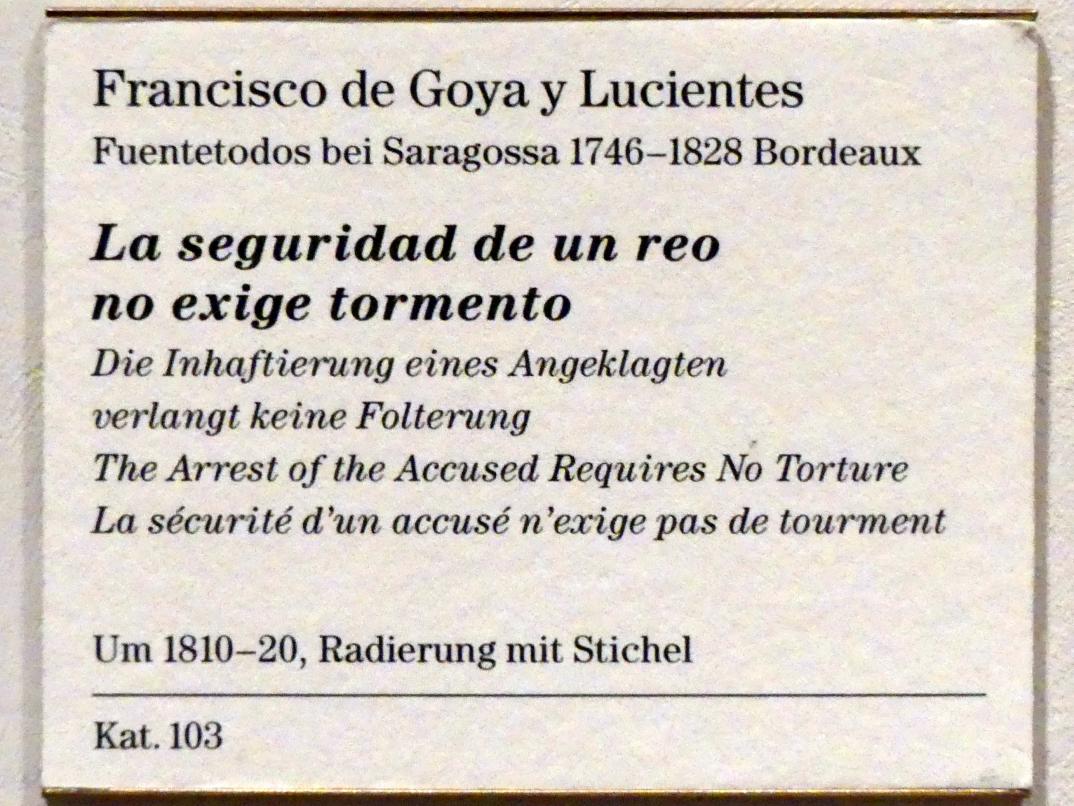 Francisco de Goya y Lucientes
Fuentetodos bei Saragossa 1746–1828 Bordeaux
La seguridad de un reo
no exige tormento
Die Inhaftierung eines Angeklagten
verlangt keine Folterung
The Arrest of the Accused Requires No Torture
La sécurité d’un accusé n’exige pas de tourment
Um 1810–20, Radierung mit Stichel
Kat. 103